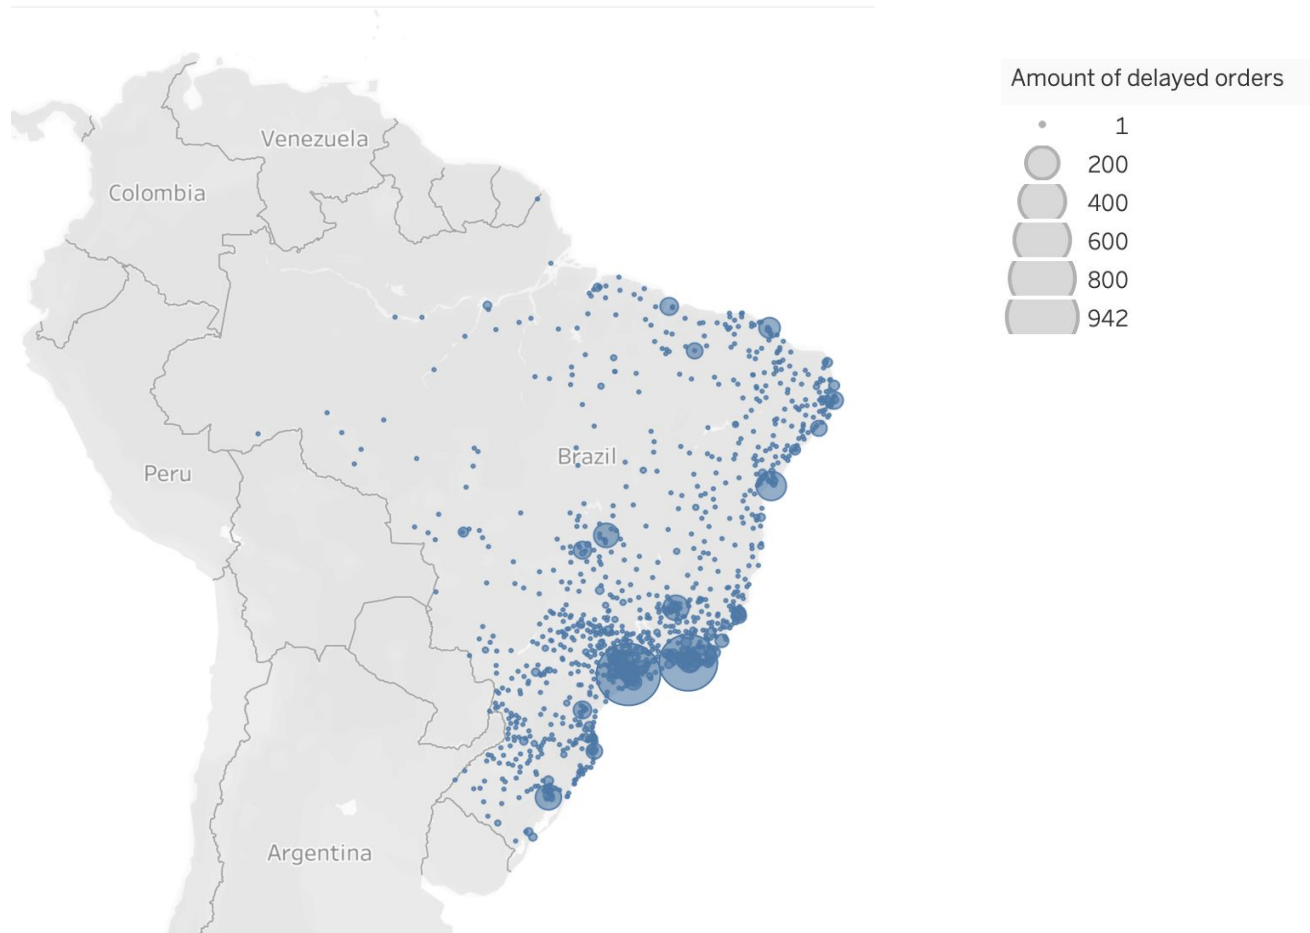 Amount of delayed orders
1
200
400
600
800
942
Venezuela
Colombia
Brazil
Peru
Argentina